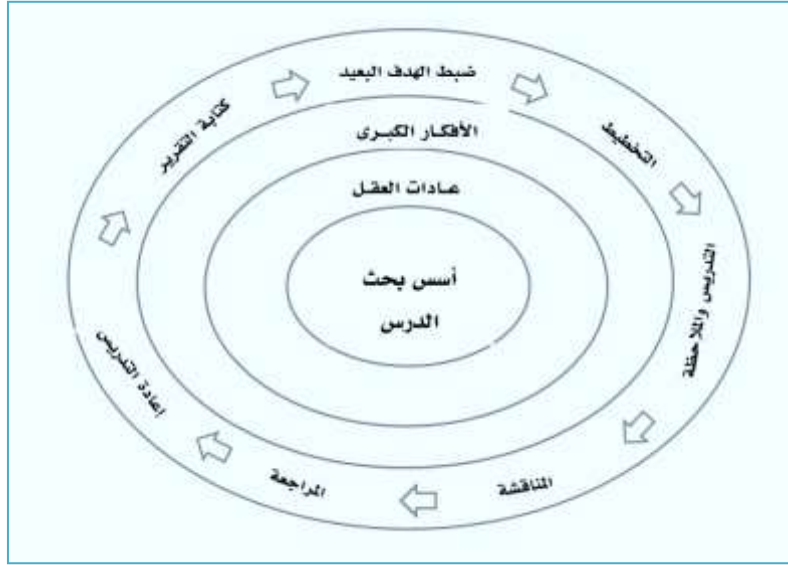 ضبط الهدف البعيد
التخطيط
التدريس والملاحظة
المناقشة
المراجعة
إعادة التدريس
كتابة التقرير
الأفكار الكبرى
عادات العقل
أسس بحث
الدرس